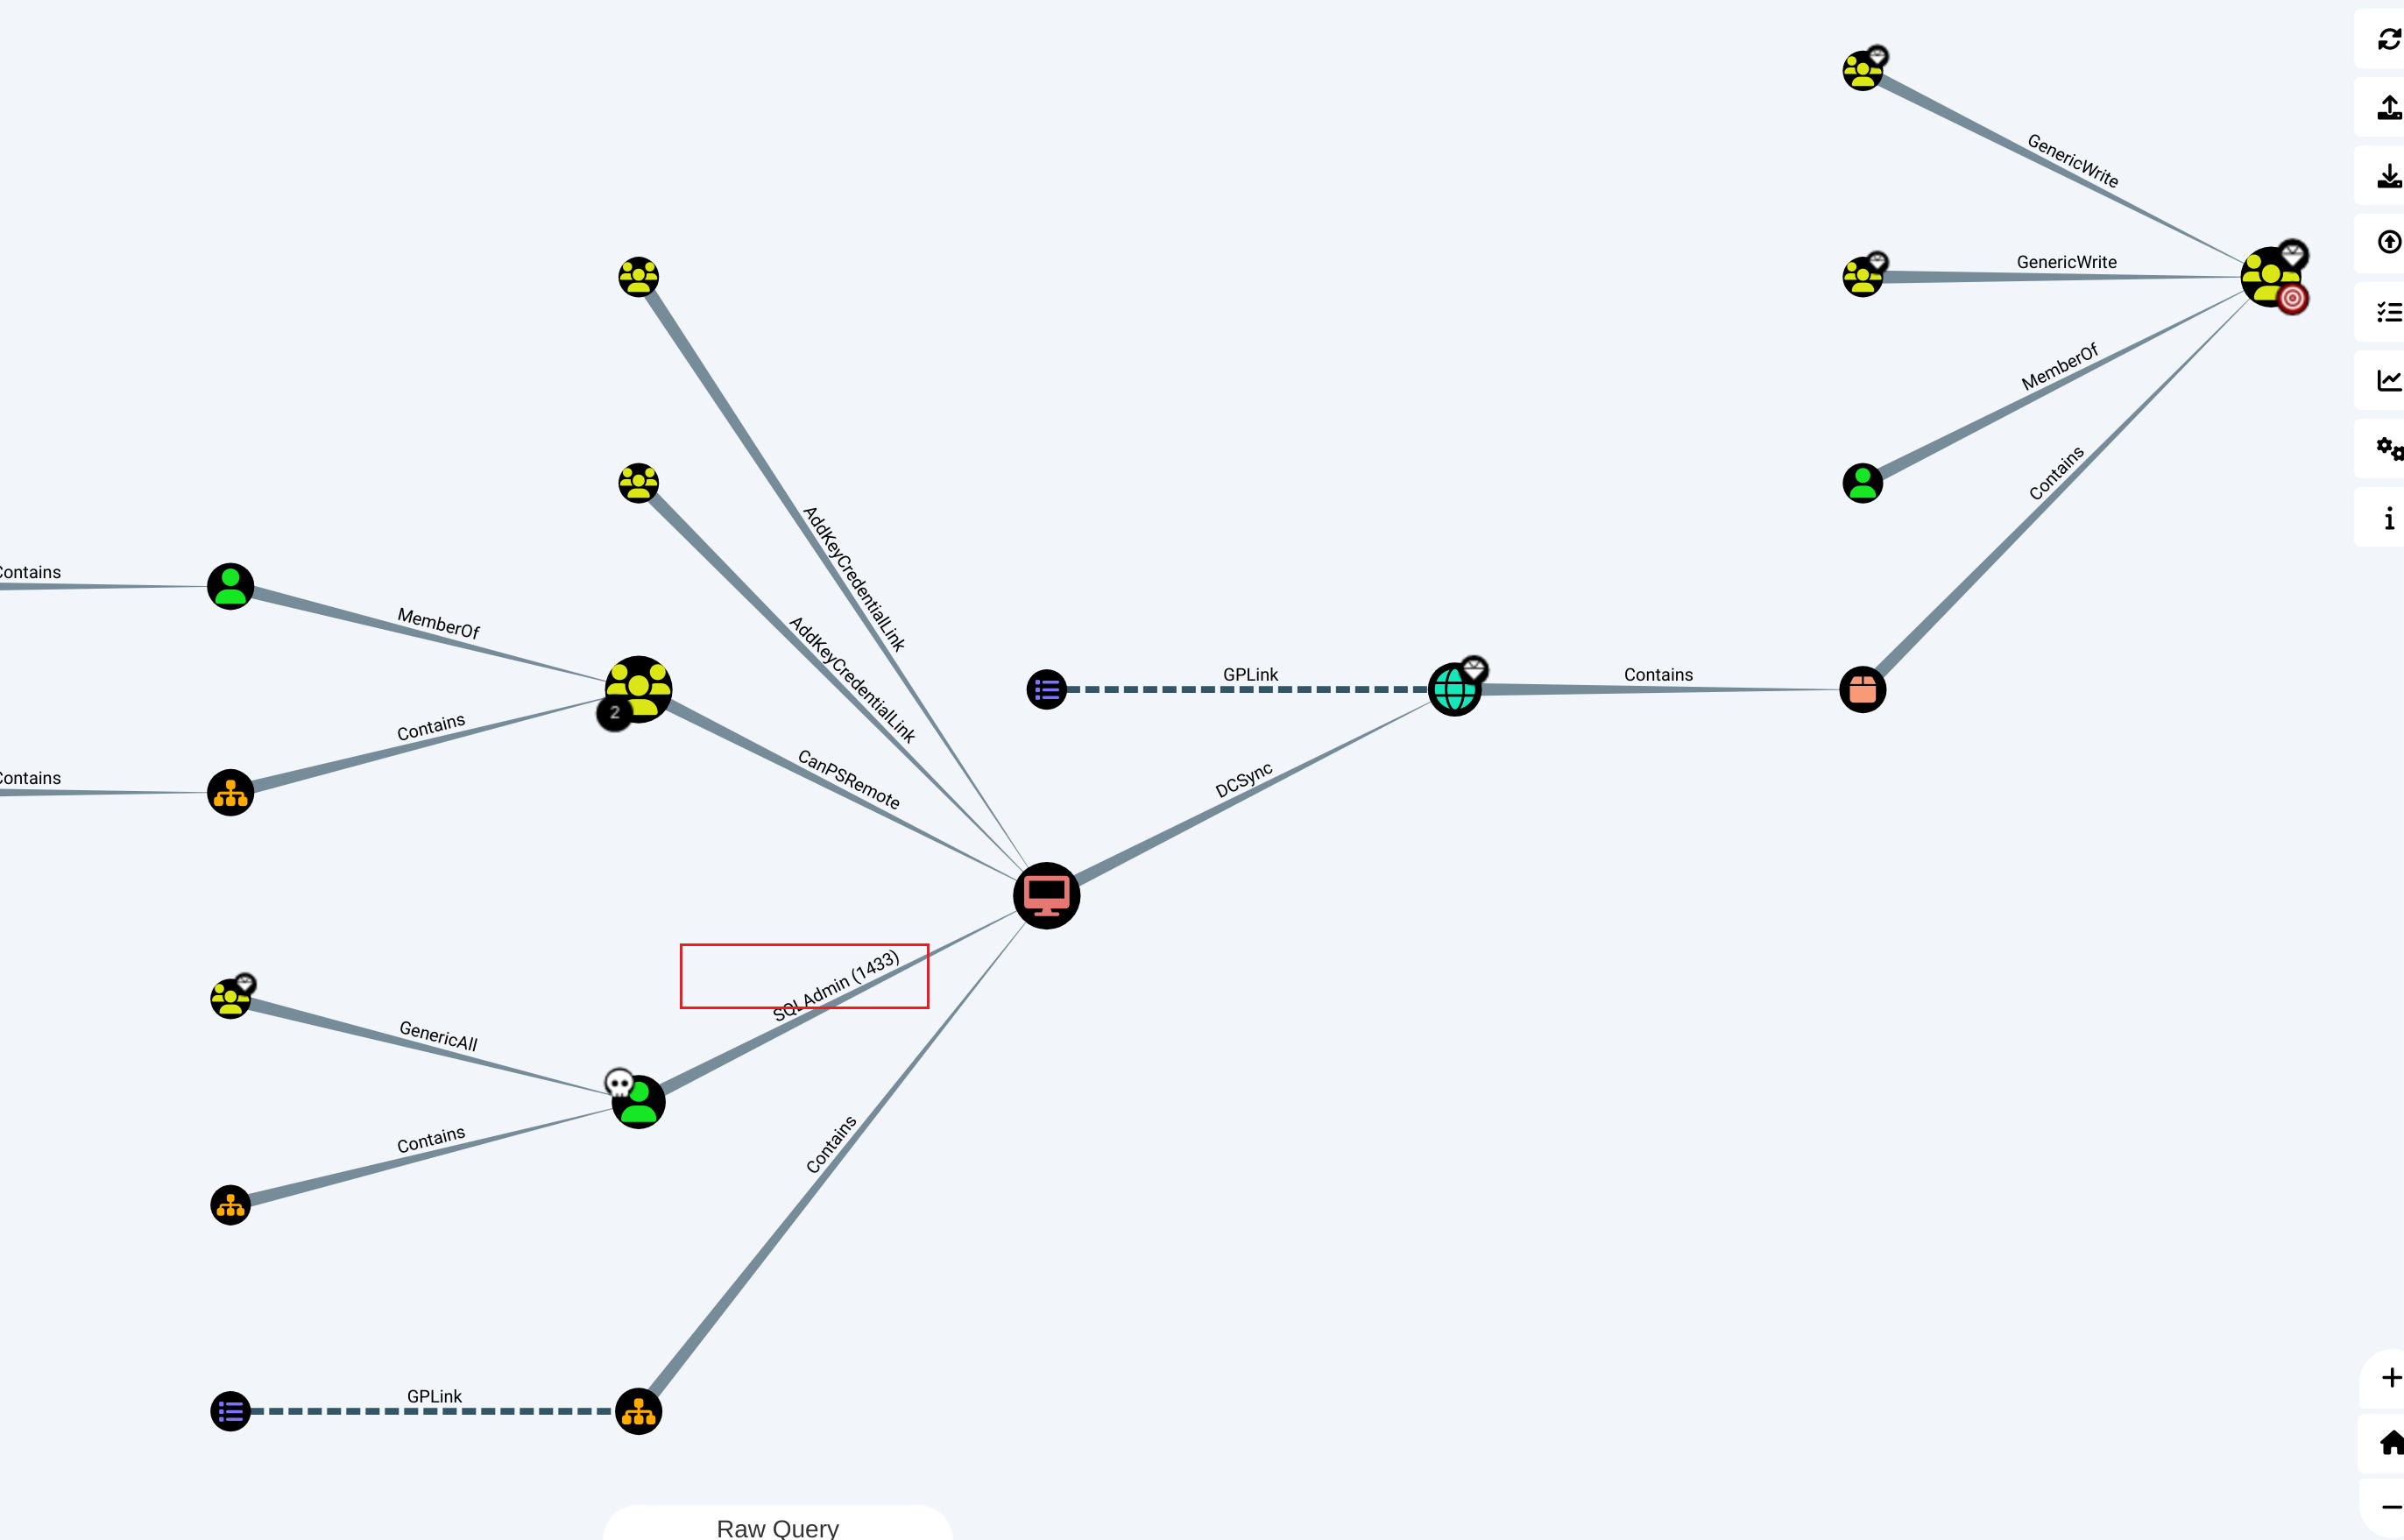 GenericWrite
GenericWrite
MemberOf
Contains
AddKeyCredentialLink
AddKeyCredentialLink
Contains
MemberOf
Contains
Contains
CanPSRemote
2
GPLink
Contains
DCSync
SQLAdmin (1433)
GenericAll
Contains
Contains
GPLink
Raw Query